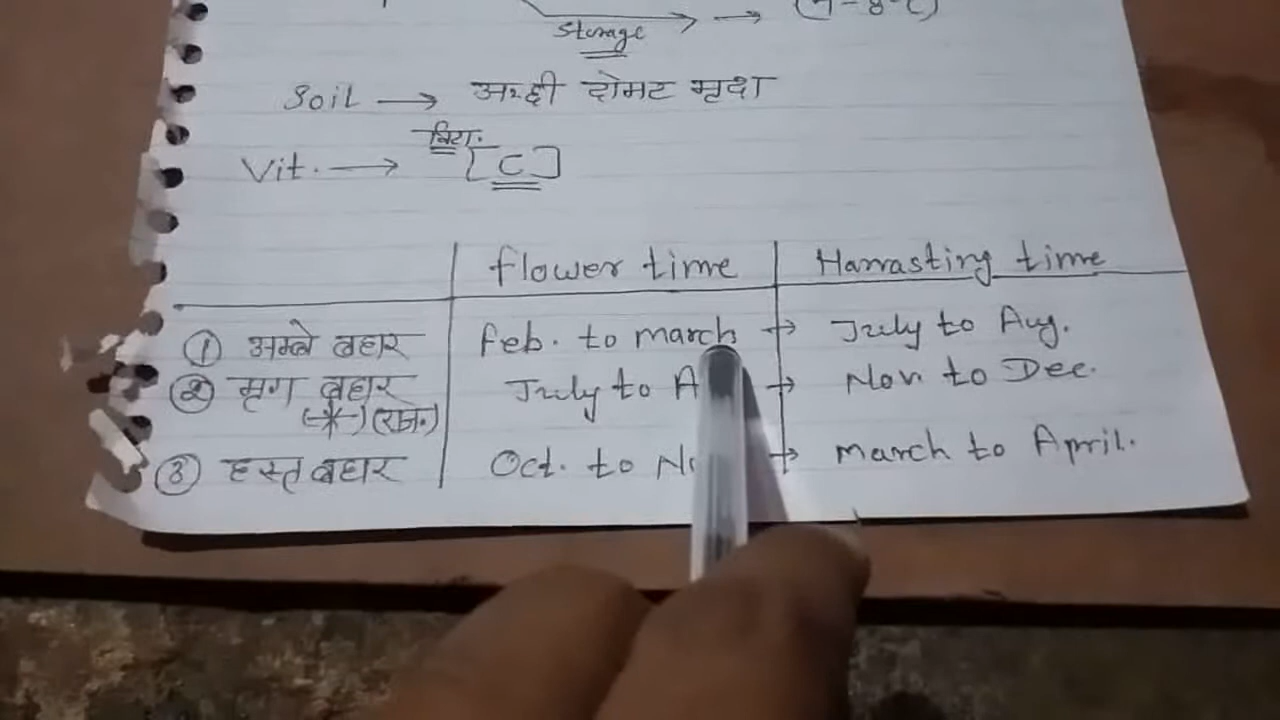 Storage → →
Soil → अच्छी दोमट मृदा
विटा.
Vit. → [C]
flower time Harrasting time
① अम्बे बहार feb. to march → July to Aug.
② मृग बहार July to A → Nov. to Dec.
(*) (राज.)
③ हस्त बहार Oct. to No → march to April.